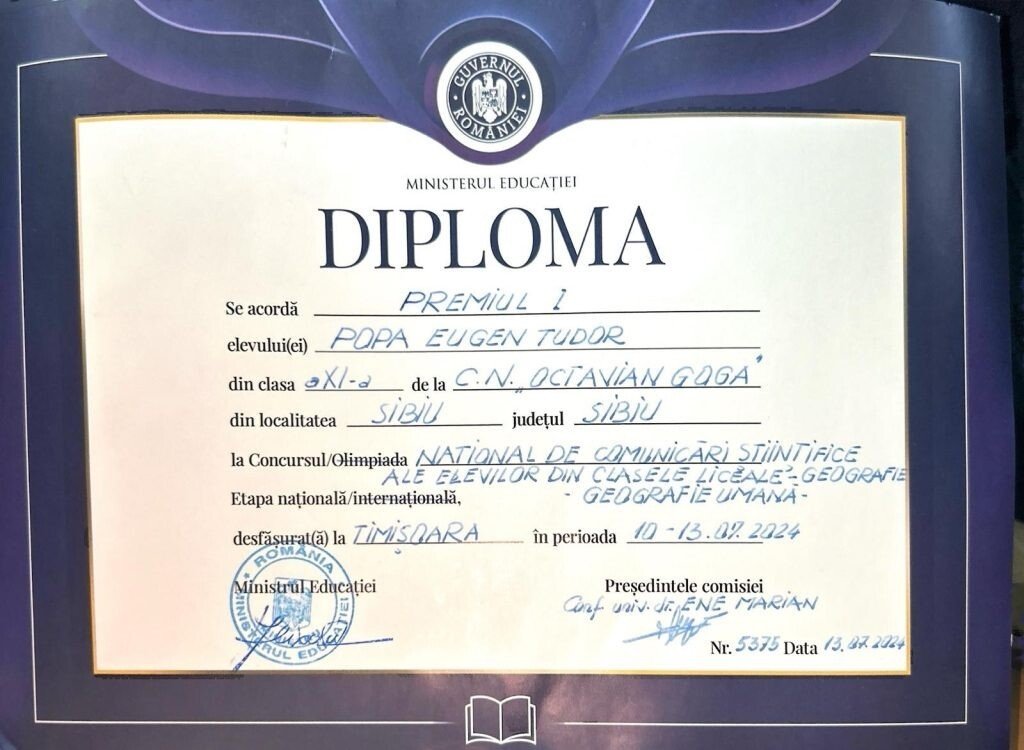 GUVERNUL ROMÂNIEI
MINISTERUL EDUCAȚIEI
DIPLOMA
Se acordă PREMIUL I
elevului(ei) POPA EUGEN TUDOR
din clasa a XI-a de la C.N. „OCTAVIAN GOGA”
din localitatea SIBIU județul SIBIU
la Concursul/Olimpiada NAȚIONAL DE COMUNICĂRI ȘTIINȚIFICE
ALE ELEVILOR DIN CLASELE LICEALE - GEOGRAFIE
Etapa națională/internațională, - GEOGRAFIE UMANĂ -
desfășurat(ă) la TIMIȘOARA în perioada 10-13.07.2024
Ministrul Educației Președintele comisiei
Conf. univ. dr. ENE MARIAN
ROMÂNIA
MINISTERUL EDUCAȚIEI
Nr. 5375 Data 13.07.2024